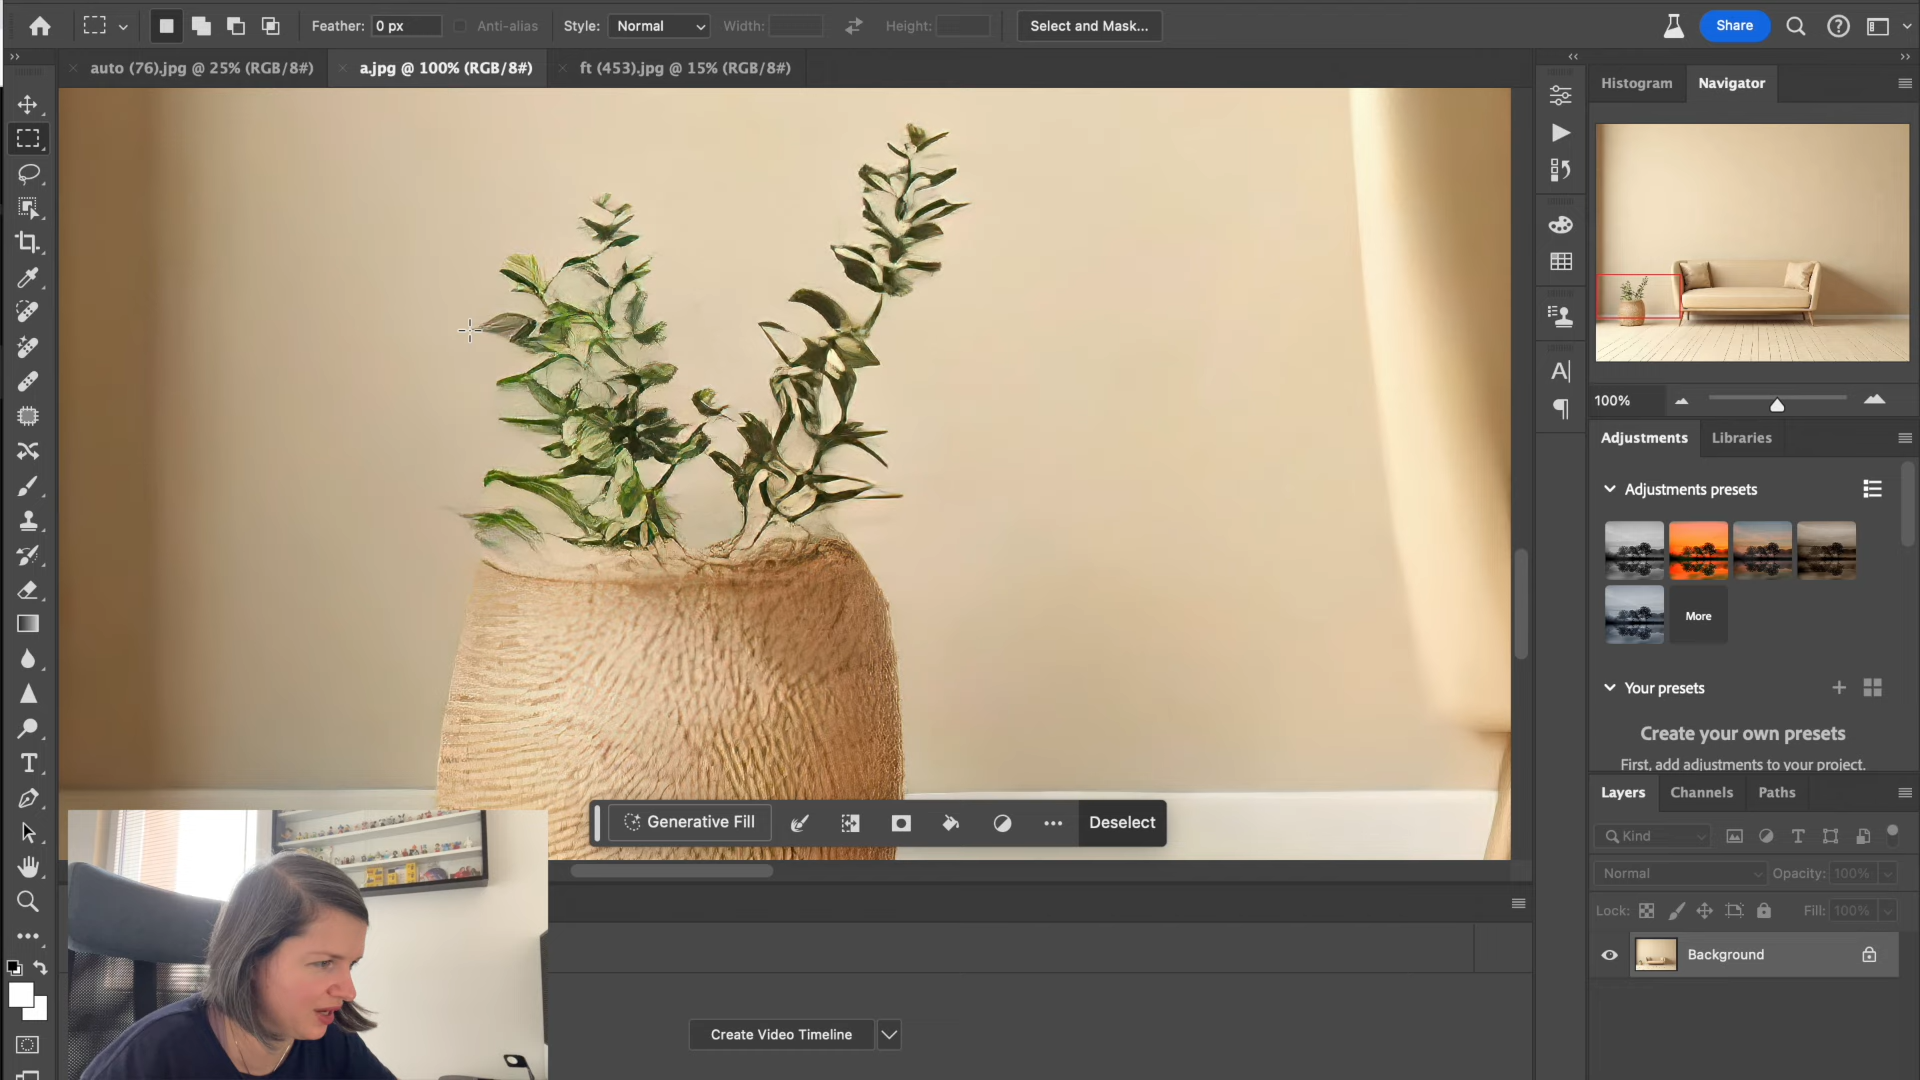 Feather: 0 px Anti-alias Style: Normal Width: Height: Select and Mask... Share
auto (76).jpg @ 25% (RGB/8#) a.jpg @ 100% (RGB/8#) ft (453).jpg @ 15% (RGB/8#)
Histogram Navigator
100%
Adjustments Libraries
Adjustments presets
More
Your presets
Create your own presets
First, add adjustments to your project.
Generative Fill Deselect
Layers Channels Paths
Kind
Normal Opacity: 100%
Lock: Fill: 100%
Background
Create Video Timeline